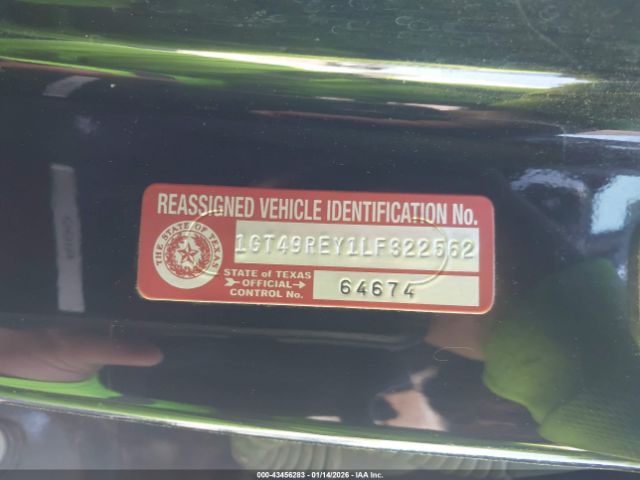 REASSIGNED VEHICLE IDENTIFICATION No.
THE STATE OF TEXAS
1GT49REY1LF322562
STATE of TEXAS
OFFICIAL
CONTROL No.
64674
000-43456283 - 01/14/2026 - IAA Inc.